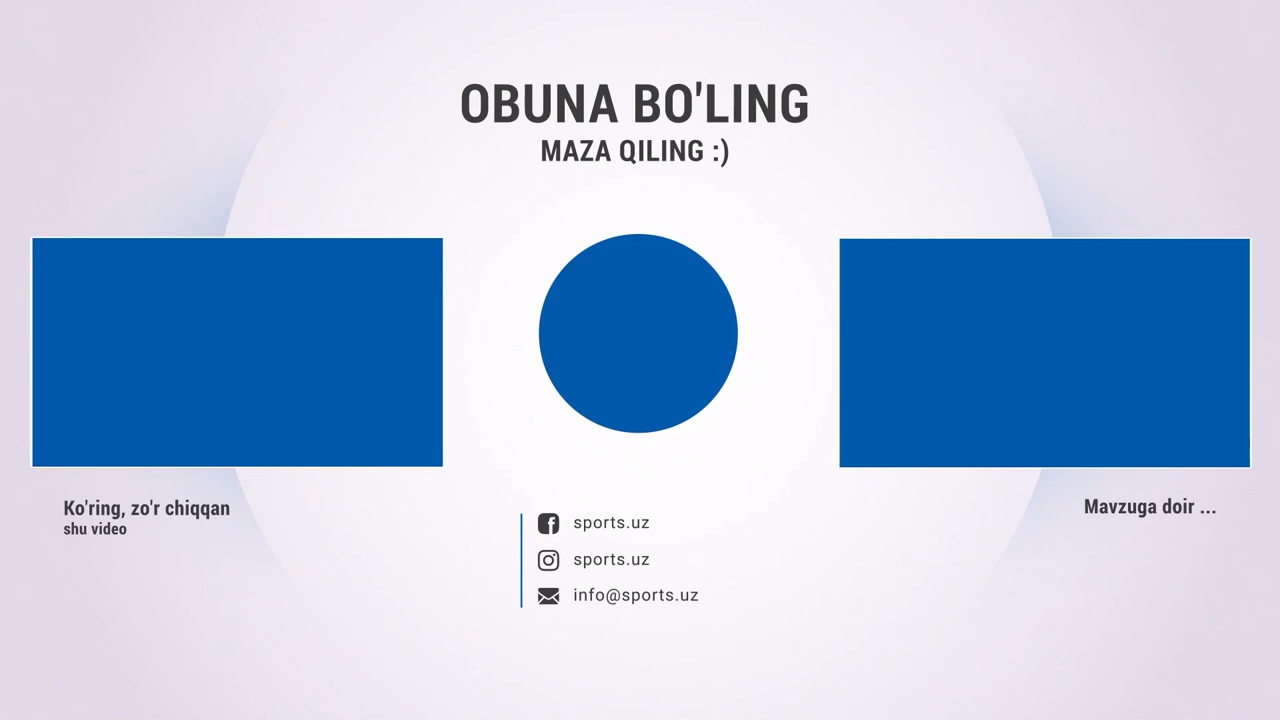 OBUNA BO'LING
MAZA QILING :)
Ko'ring, zo'r chiqqan
shu video
Mavzuga doir ...
sports.uz
sports.uz
info@sports.uz